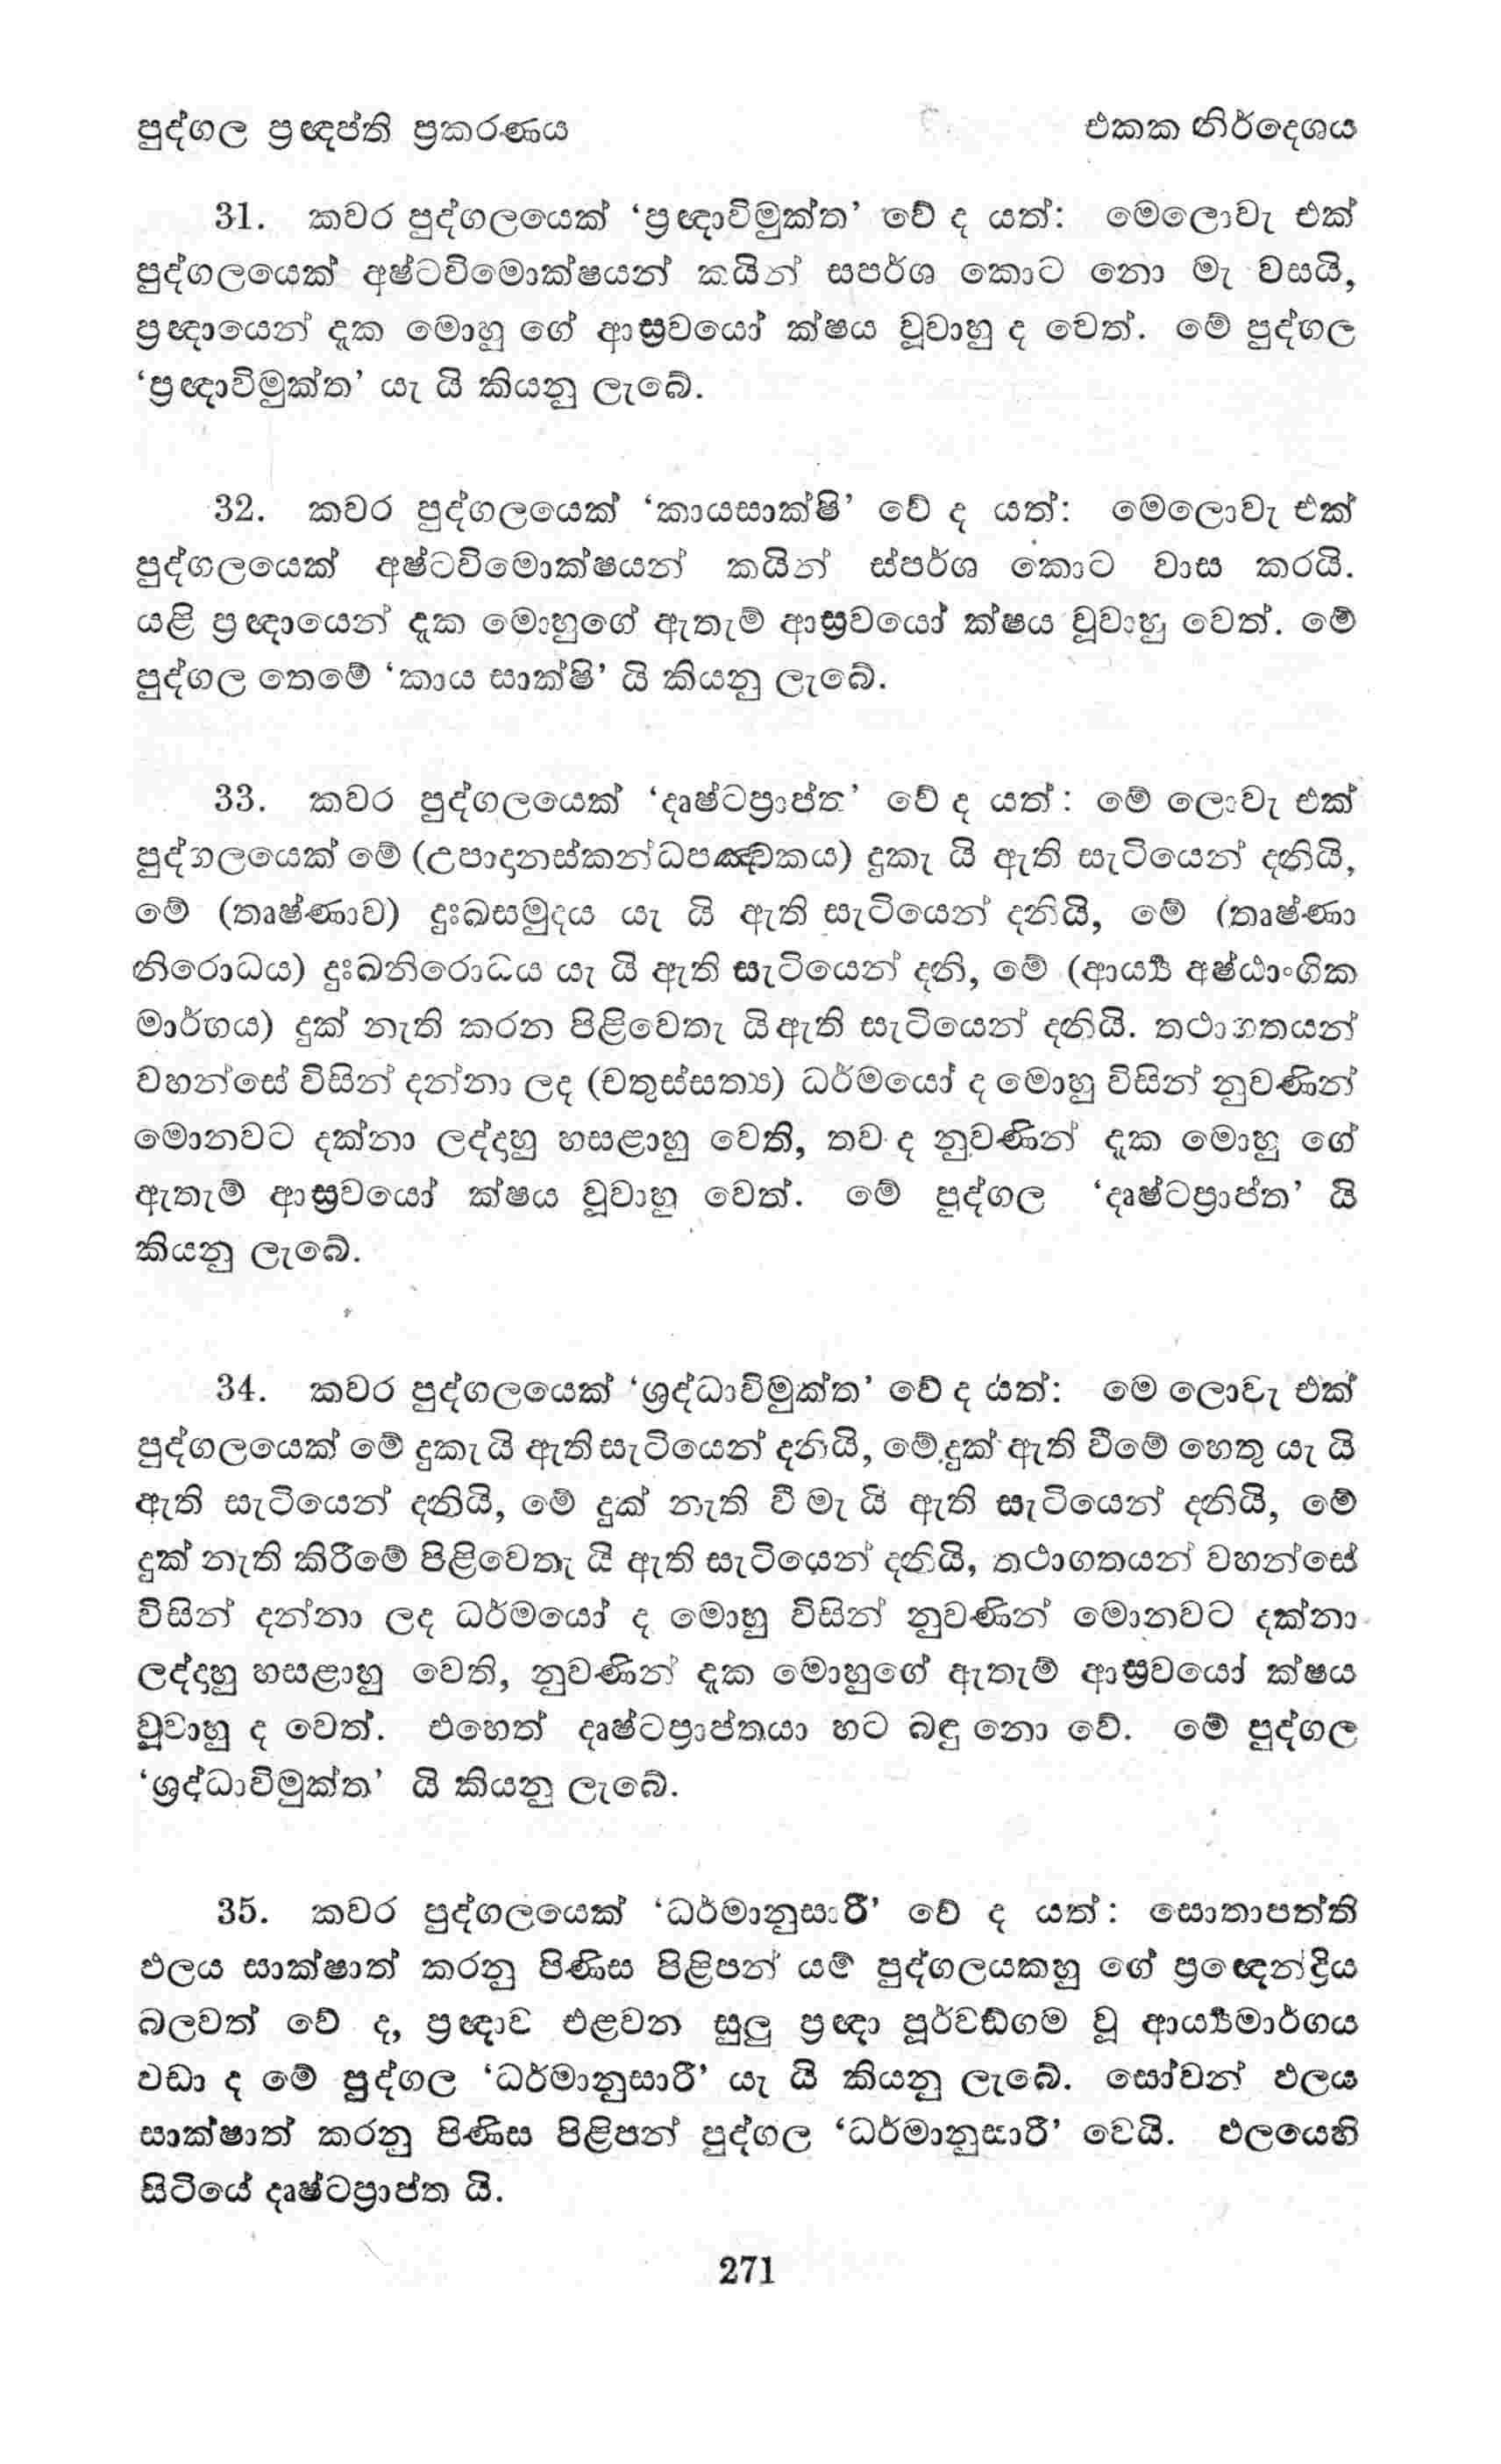 පුද්ගල ප්‍රඥප්ති ප්‍රකරණය එකක නිර්දෙශය
31. කවර පුද්ගලයෙක් ‘ප්‍රඥාවිමුක්ත’ වේ ද යත්: මෙලොවැ එක්
පුද්ගලයෙක් අෂ්ටවිමොක්ෂයන් කයින් සපර්ශ කොට නො මැ වසයි,
ප්‍රඥායෙන් දැක මොහු ගේ ආස්‍රවයෝ ක්ෂය වූවාහු ද වෙත්. මේ පුද්ගල
‘ප්‍රඥාවිමුක්ත’ යැ යි කියනු ලැබේ.
32. කවර පුද්ගලයෙක් ‘කායසාක්ෂි’ වේ ද යත්: මෙලොවැ එක්
පුද්ගලයෙක් අෂ්ටවිමොක්ෂයන් කයින් ස්පර්ශ කොට වාස කරයි.
යළි ප්‍රඥායෙන් දැක මොහුගේ ඇතැම් ආස්‍රවයෝ ක්ෂය වූවාහු වෙත්. මේ
පුද්ගල තෙමේ ‘කාය සාක්ෂි’ යි කියනු ලැබේ.
33. කවර පුද්ගලයෙක් ‘දෘෂ්ටප්‍රාප්ත’ වේ ද යත්: මේ ලොවැ එක්
පුද්ගලයෙක් මේ (උපාදානස්කන්ධපඤ්චකය) දුකැ යි ඇති සැටියෙන් දනියි,
මේ (තෘෂ්ණාව) දුඃඛසමුදය යැ යි ඇති සැටියෙන් දනියි, මේ (තෘෂ්ණා
නිරොධය) දුඃඛනිරොධය යැ යි ඇති සැටියෙන් දනි, මේ (ආර්‍ය්‍ය අෂ්ඨාංගික
මාර්ගය) දුක් නැති කරන පිළිවෙතැ යි ඇති සැටියෙන් දනියි. තථාගතයන්
වහන්සේ විසින් දන්නා ලද (චතුස්සත්‍ය) ධර්මයෝ ද මොහු විසින් නුවණින්
මොනවට දක්නා ලද්දාහු හසළාහු වෙති, තව ද නුවණින් දැක මොහු ගේ
ඇතැම් ආස්‍රවයෝ ක්ෂය වූවාහු වෙත්. මේ පුද්ගල ‘දෘෂ්ටප්‍රාප්ත’ යි
කියනු ලැබේ.
34. කවර පුද්ගලයෙක් ‘ශ්‍රද්ධාවිමුක්ත’ වේ ද යත්: මෙ ලොවැ එක්
පුද්ගලයෙක් මේ දුකැ යි ඇති සැටියෙන් දනියි, මේ දුක් ඇති වීමේ හෙතු යැ යි
ඇති සැටියෙන් දනියි, මේ දුක් නැති වී මැ යි ඇති සැටියෙන් දනියි, මේ
දුක් නැති කිරීමේ පිළිවෙතැ යි ඇති සැටියෙන් දනියි, තථාගතයන් වහන්සේ
විසින් දන්නා ලද ධර්මයෝ ද මොහු විසින් නුවණින් මොනවට දක්නා
ලද්දාහු හසළාහු වෙති, නුවණින් දැක මොහුගේ ඇතැම් ආස්‍රවයෝ ක්ෂය
වූවාහු ද වෙත්. එහෙත් දෘෂ්ටප්‍රාප්තයා හට බඳු නො වේ. මේ පුද්ගල
‘ශ්‍රද්ධාවිමුක්ත’ යි කියනු ලැබේ.
35. කවර පුද්ගලයෙක් ‘ධර්මානුසාරී’ වේ ද යත්: සොතාපත්ති
ඵලය සාක්ෂාත් කරනු පිණිස පිළිපන් යම් පුද්ගලයකහු ගේ ප්‍රඥෙන්ද්‍රිය
බලවත් වේ ද, ප්‍රඥාව එළවන සුලු ප්‍රඥා පූර්වඞ්ගම වූ ආර්‍ය්‍යමාර්ගය
වඩා ද මේ පුද්ගල ‘ධර්මානුසාරී’ යැ යි කියනු ලැබේ. සෝවන් ඵලය
සාක්ෂාත් කරනු පිණිස පිළිපන් පුද්ගල ‘ධර්මානුසාරී’ වෙයි. ඵලයෙහි
සිටියේ දෘෂ්ටප්‍රාප්ත යි.
271